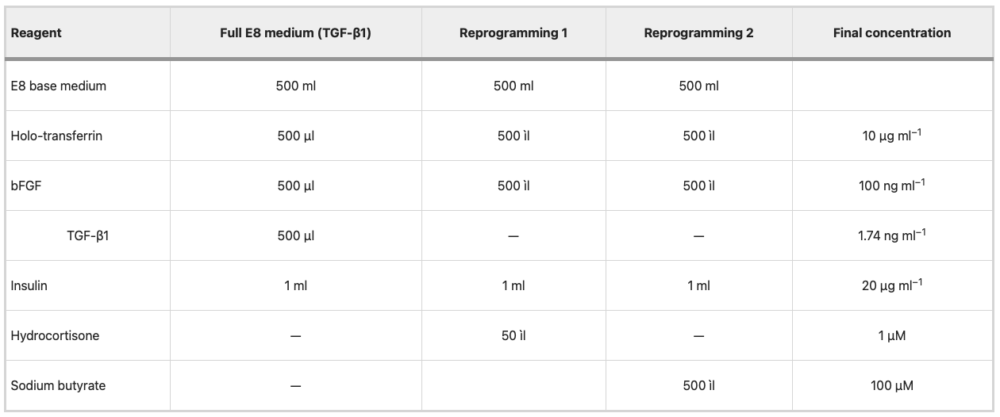 Reagent Full E8 medium (TGF-β1) Reprogramming 1 Reprogramming 2 Final concentration
E8 base medium 500 ml 500 ml 500 ml
Holo-transferrin 500 μl 500 ìl 500 ìl 10 μg ml⁻¹
bFGF 500 μl 500 ìl 500 ìl 100 ng ml⁻¹
TGF-β1 500 μl — — 1.74 ng ml⁻¹
Insulin 1 ml 1 ml 1 ml 20 μg ml⁻¹
Hydrocortisone — 50 ìl — 1 μM
Sodium butyrate — 500 ìl 100 μM